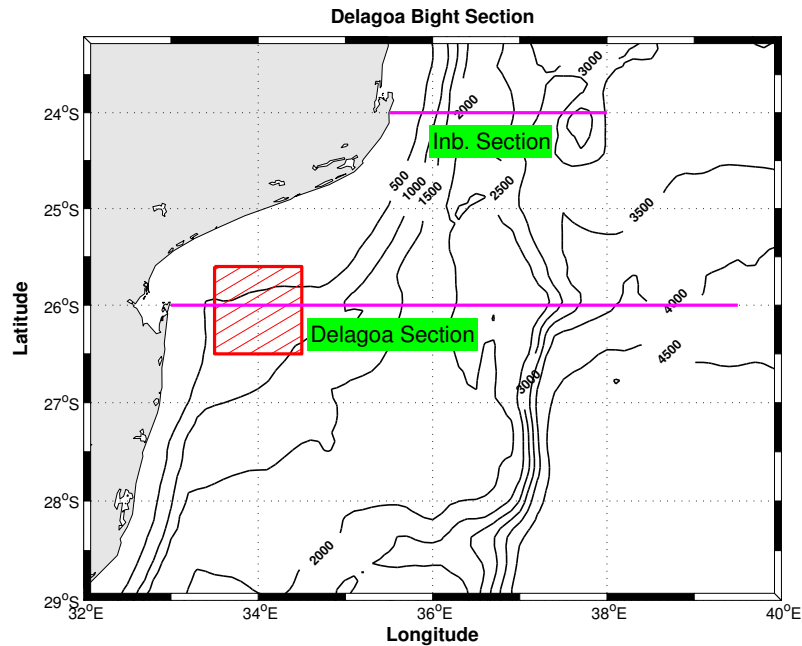 Delagoa Bight Section
3000
24°S
2000
Inb. Section
500
1000
1500
2500
25°S
3500
26°S
4000
Delagoa Section
4500
3000
27°S
28°S
2000
29°S
32°E
34°E
36°E
38°E
40°E
Longitude
Latitude